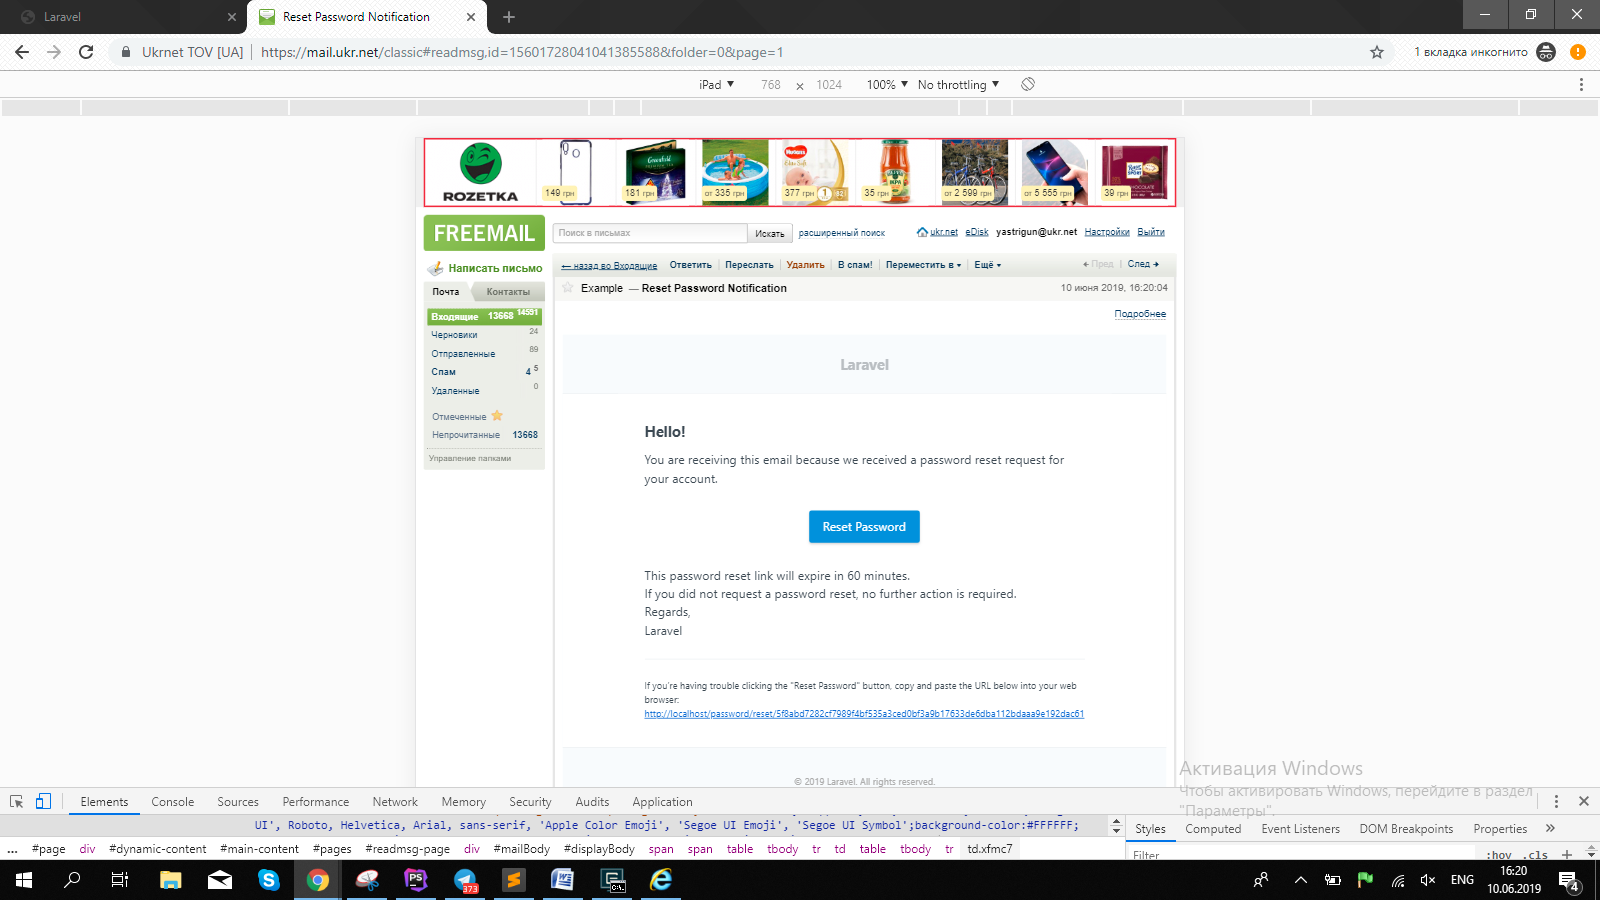 Laravel
Reset Password Notification
Ukrnet TOV [UA]
https://mail.ukr.net/classic#readmsg,id=15601728041041385588&folder=0&page=1
1 вкладка инкогнито
iPad
768 × 1024
100%
No throttling
ROZETKA
149 грн
181 грн
от 335 грн
377 грн
35 грн
от 2 599 грн
от 5 555 грн
39 грн
FREEMAIL
Поиск в письмах
Искать
расширенный поиск
ukr.net
eDisk
yastrigun@ukr.net
Настройки
Выйти
Написать письмо
← назад во Входящие
Ответить
Переслать
Удалить
В спам!
Переместить в
Ещё
Пред
След
Почта
Контакты
Example — Reset Password Notification
10 июня 2019, 16:20:04
Входящие 13668 14591
Подробнее
Черновики 24
Отправленные 89
Спам 4 5
Удаленные 0
Отмеченные
Непрочитанные 13668
Управление папками
Laravel
Hello!
You are receiving this email because we received a password reset request for
your account.
Reset Password
This password reset link will expire in 60 minutes.
If you did not request a password reset, no further action is required.
Regards,
Laravel
If you're having trouble clicking the "Reset Password" button, copy and paste the URL below into your web
browser:
http://localhost/password/reset/5f8abd7282cf7989f4bf535a3ced0bf3a9b17633de6dba112bdaaa9e192dac61
© 2019 Laravel. All rights reserved.
Активация Windows
Чтобы активировать Windows, перейдите в раздел
"Параметры".
Elements
Console
Sources
Performance
Network
Memory
Security
Audits
Application
UI', Roboto, Helvetica, Arial, sans-serif, 'Apple Color Emoji', 'Segoe UI Emoji', 'Segoe UI Symbol';background-color:#FFFFFF;
Styles
Computed
Event Listeners
DOM Breakpoints
Properties
... #page div #dynamic-content #main-content #pages #readmsg-page div #mailBody #displayBody span span table tbody tr td table tbody tr td.xfmc7
Filter
:hov .cls
373
ENG
16:20
10.06.2019
4